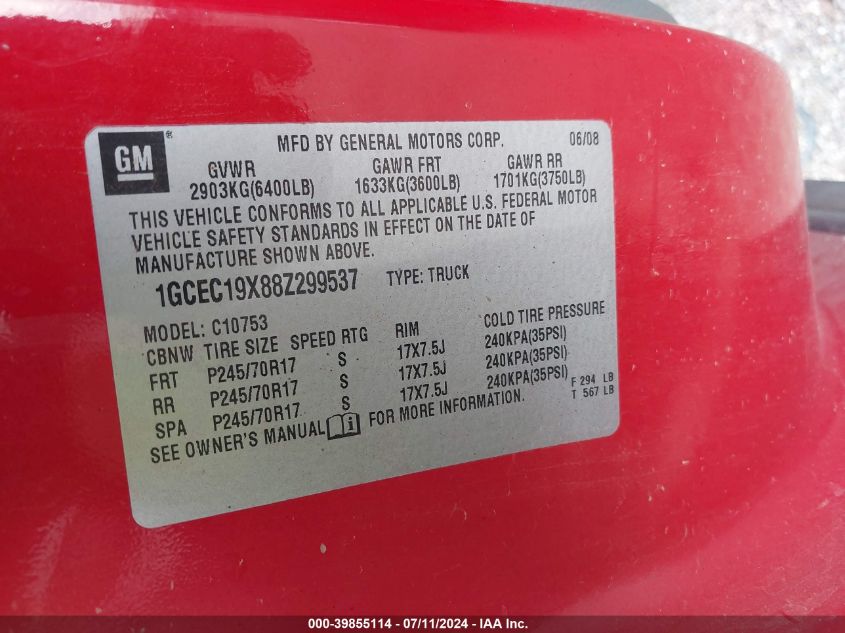 GM® MFD BY GENERAL MOTORS CORP. 06/08
GVWR GAWR FRT GAWR RR
2903KG(6400LB) 1633KG(3600LB) 1701KG(3750LB)
THIS VEHICLE CONFORMS TO ALL APPLICABLE U.S. FEDERAL MOTOR
VEHICLE SAFETY STANDARDS IN EFFECT ON THE DATE OF
MANUFACTURE SHOWN ABOVE.
1GCEC19X88Z299537 TYPE: TRUCK
MODEL: C10753
CBNW TIRE SIZE SPEED RTG RIM COLD TIRE PRESSURE
FRT P245/70R17 S 17X7.5J 240KPA(35PSI)
RR P245/70R17 S 17X7.5J 240KPA(35PSI)
SPA P245/70R17 S 17X7.5J 240KPA(35PSI) F 294 LB
T 567 LB
SEE OWNER'S MANUAL i FOR MORE INFORMATION.
000-39855114 - 07/11/2024 - IAA Inc.